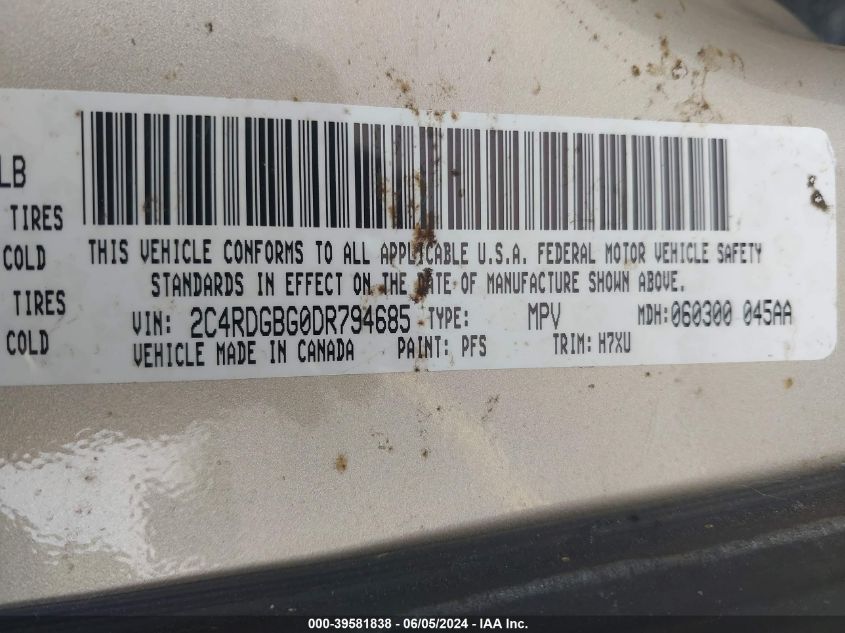 LB
TIRES
COLD
TIRES
COLD
THIS VEHICLE CONFORMS TO ALL APPLICABLE U.S.A. FEDERAL MOTOR VEHICLE SAFETY
STANDARDS IN EFFECT ON THE DATE OF MANUFACTURE SHOWN ABOVE.
VIN: 2C4RDGBG0DR794685 TYPE: MPV MDH:060300 045AA
VEHICLE MADE IN CANADA PAINT: PFS TRIM: H7XU
000-39581838 - 06/05/2024 - IAA Inc.